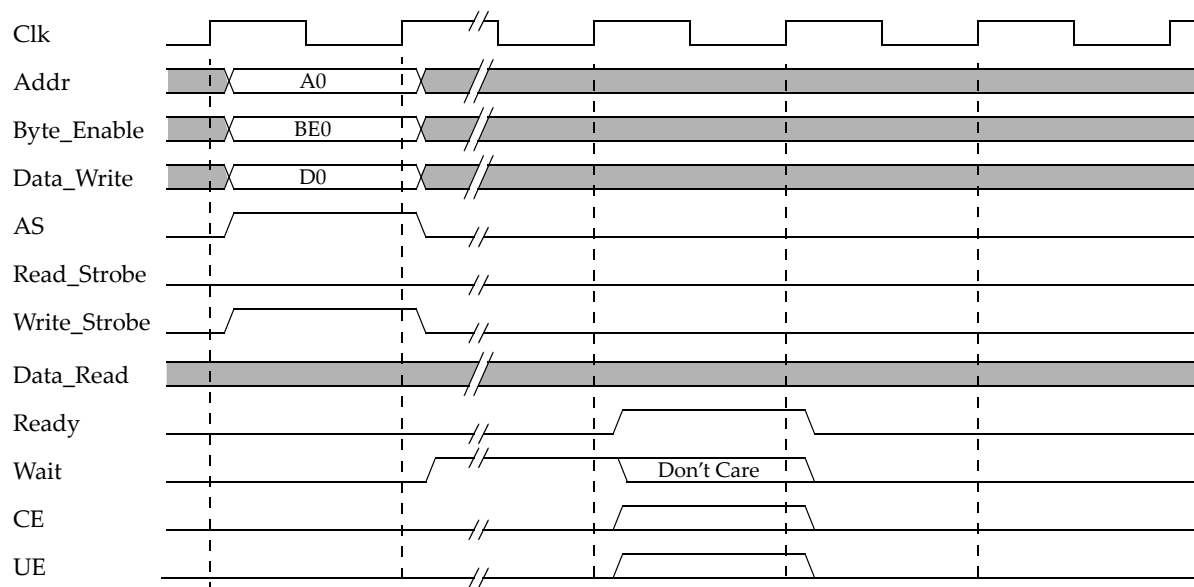 Clk
Addr A0
Byte_Enable BE0
Data_Write D0
AS
Read_Strobe
Write_Strobe
Data_Read
Ready
Wait Don't Care
CE
UE